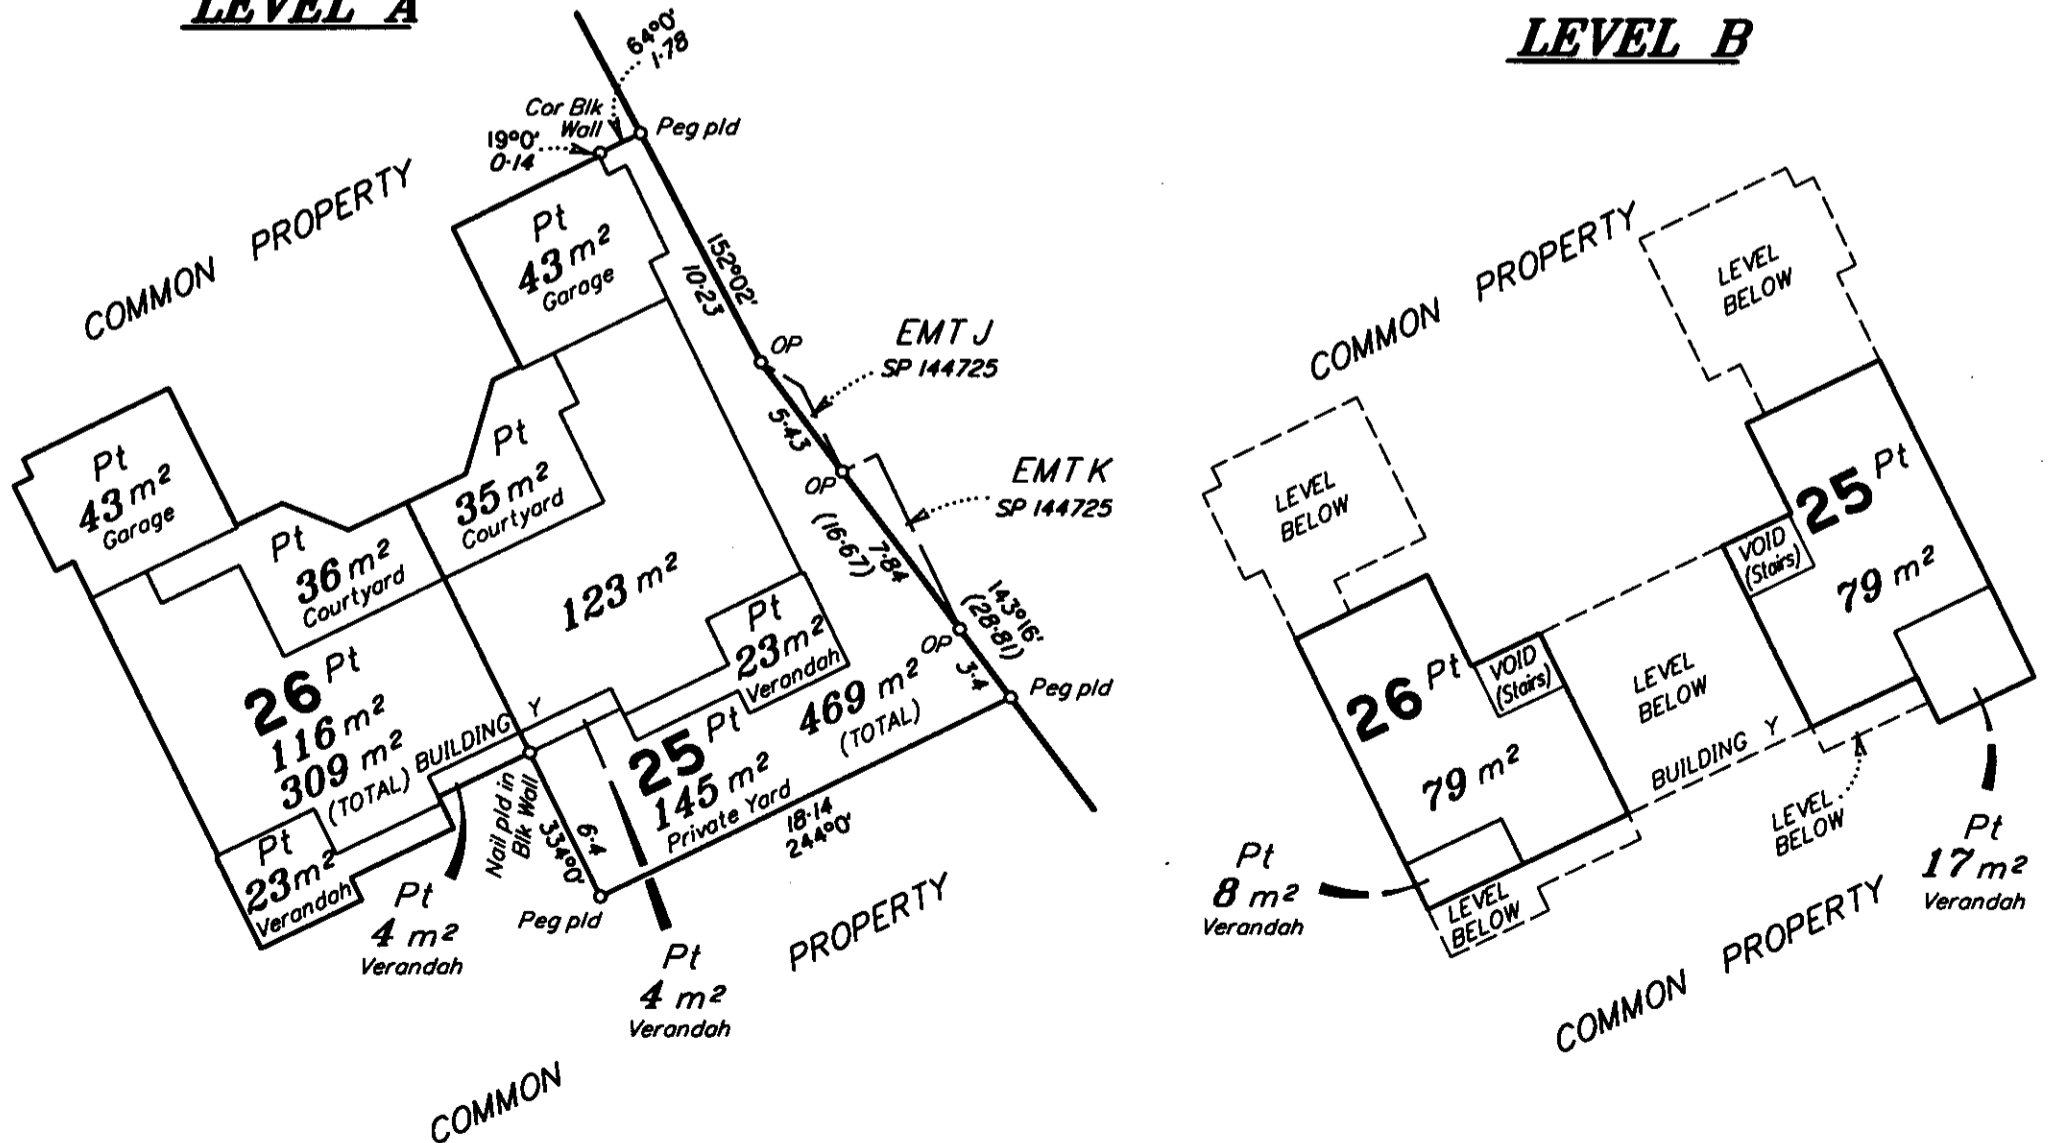 LEVEL A
64°0'
1·78
Cor Blk
Wall
Peg pld
19°0'
0·14
COMMON PROPERTY
Pt
43 m²
Garage
152°02'
10·23
OP
EMT J
SP 144725
5·43
OP
EMT K
SP 144725
(16·67)
7·84
143°16'
(28·81)
OP
3·4
Peg pld
Pt
43 m²
Garage
Pt
36 m²
Courtyard
Pt
35 m²
Courtyard
123 m²
Pt
23 m²
Verandah
26 Pt
116 m²
309 m²
(TOTAL)
BUILDING Y
25 Pt
145 m²
Private Yard
469 m²
(TOTAL)
18·14
244°0'
Nail pld in
Blk Wall
6·4
334°0'
Peg pld
Pt
23 m²
Verandah
Pt
4 m²
Verandah
Pt
4 m²
Verandah
COMMON PROPERTY
LEVEL B
COMMON PROPERTY
LEVEL
BELOW
LEVEL
BELOW
25 Pt
79 m²
VOID
(Stairs)
26 Pt
79 m²
VOID
(Stairs)
LEVEL
BELOW
BUILDING Y
LEVEL
BELOW
Pt
17 m²
Verandah
Pt
8 m²
Verandah
LEVEL
BELOW
COMMON PROPERTY